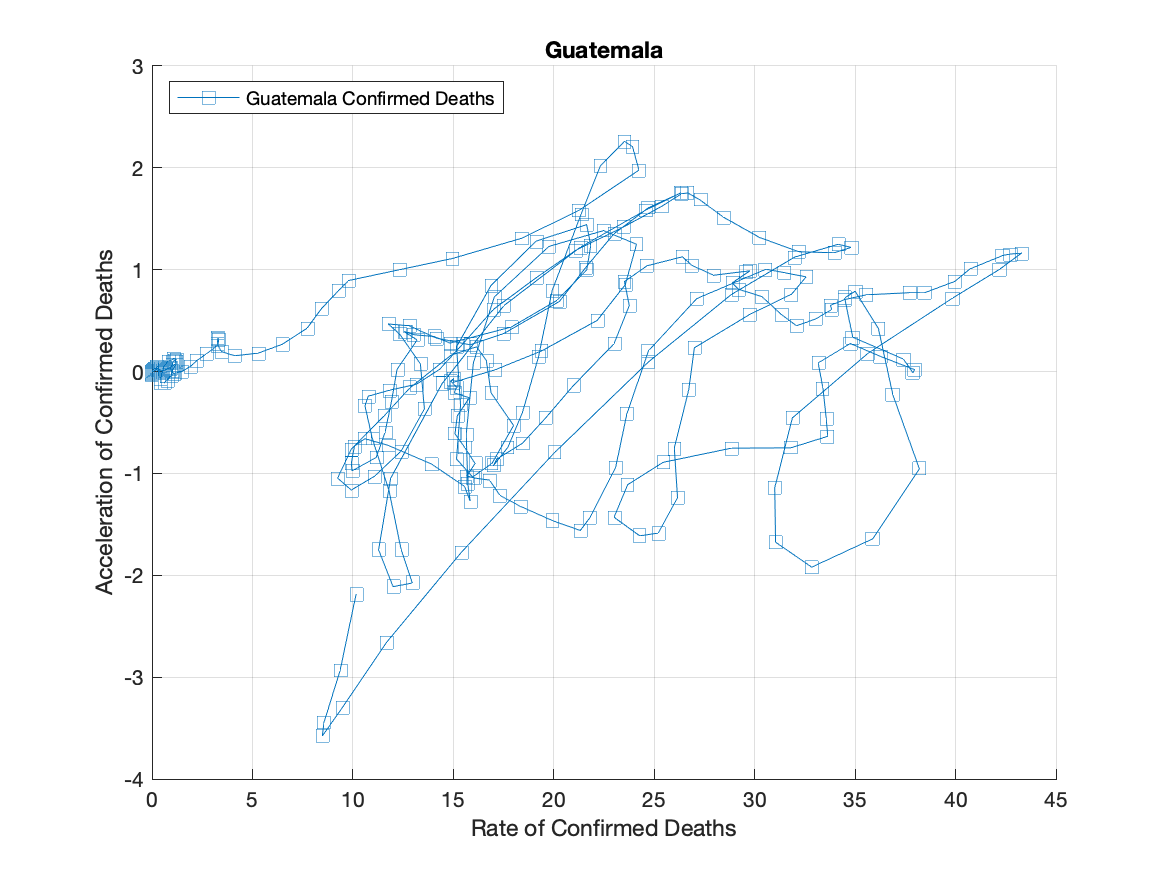 Guatemala
Guatemala Confirmed Deaths
3
2
1
0
-1
-2
-3
-4
Acceleration of Confirmed Deaths
0 5 10 15 20 25 30 35 40 45
Rate of Confirmed Deaths